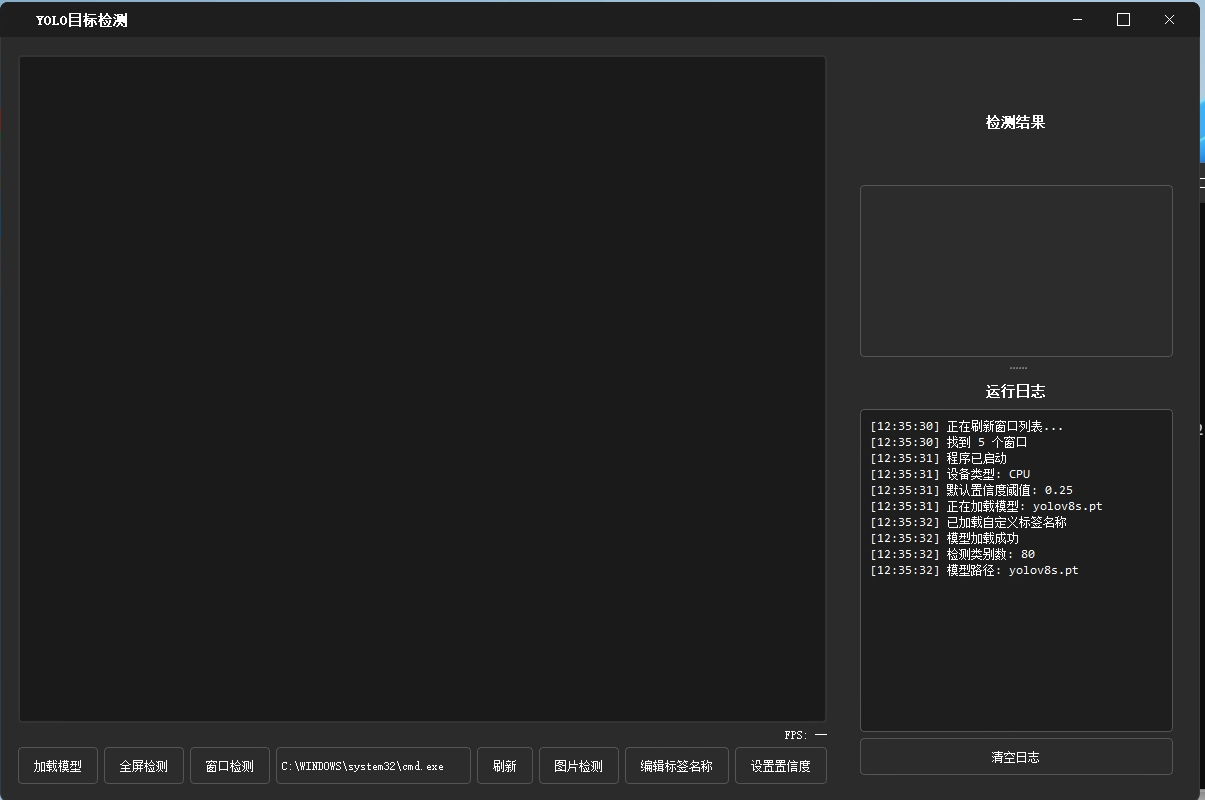 YOLO目标检测
检测结果
运行日志
[12:35:30] 正在刷新窗口列表...
[12:35:30] 找到 5 个窗口
[12:35:31] 程序已启动
[12:35:31] 设备类型: CPU
[12:35:31] 默认置信度阈值: 0.25
[12:35:31] 正在加载模型: yolov8s.pt
[12:35:32] 已加载自定义标签名称
[12:35:32] 模型加载成功
[12:35:32] 检测类别数: 80
[12:35:32] 模型路径: yolov8s.pt
FPS: —
加载模型
全屏检测
窗口检测
C:\WINDOWS\system32\cmd.exe
刷新
图片检测
编辑标签名称
设置置信度
清空日志